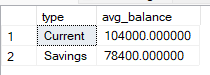 type avg_balance
1 Current 104000.000000
2 Savings 78400.000000